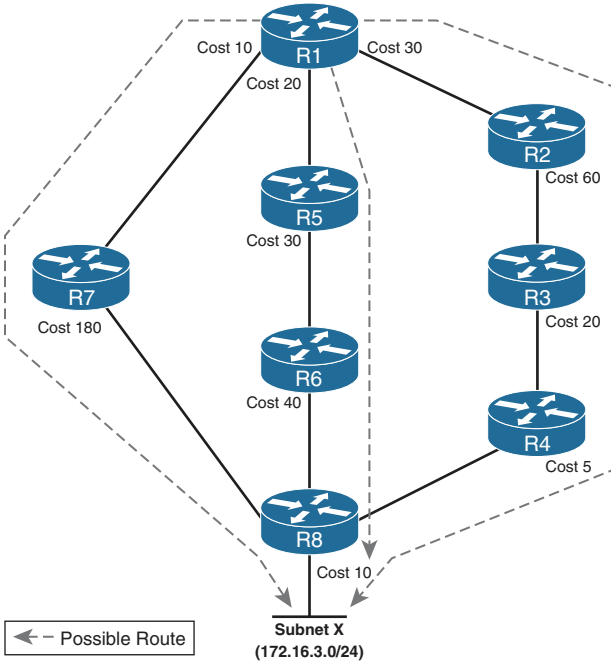 R1
Cost 10
Cost 30
Cost 20
R2
Cost 60
R5
Cost 30
R7
Cost 180
R3
Cost 20
R6
Cost 40
R4
Cost 5
R8
Cost 10
Possible Route
Subnet X
(172.16.3.0/24)